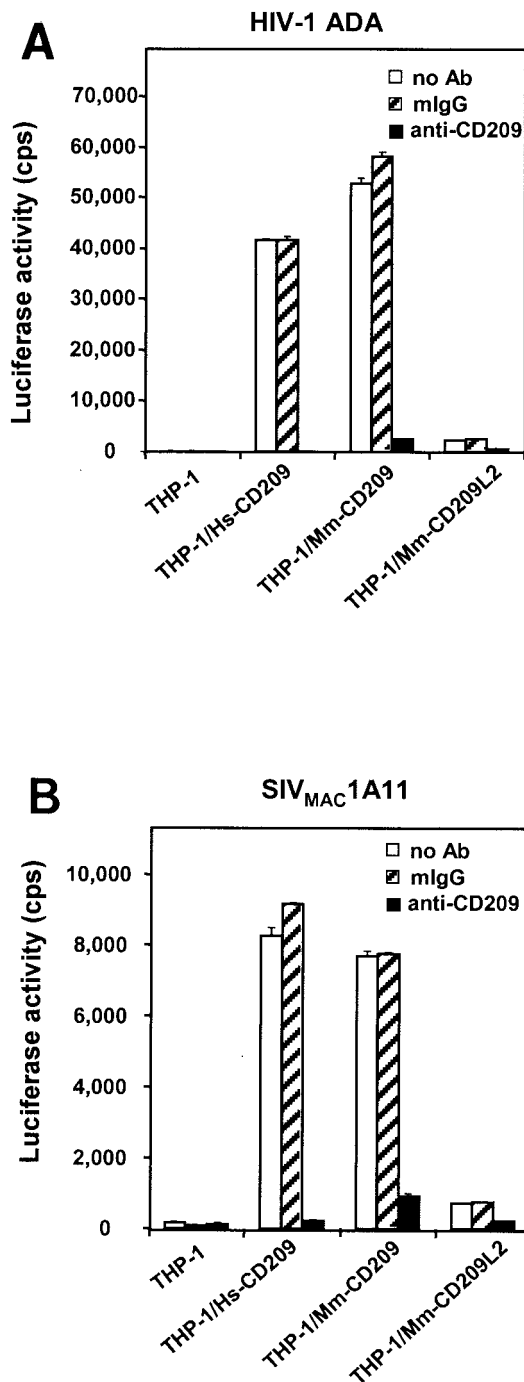 A
HIV-1 ADA
no Ab
mIgG
anti-CD209
Luciferase activity (cps)
70,000
60,000
50,000
40,000
30,000
20,000
10,000
0
THP-1
THP-1/Hs-CD209
THP-1/Mm-CD209
THP-1/Mm-CD209L2
B
SIVMAC1A11
no Ab
mIgG
anti-CD209
Luciferase activity (cps)
10,000
8,000
6,000
4,000
2,000
0
THP-1
THP-1/Hs-CD209
THP-1/Mm-CD209
THP-1/Mm-CD209L2